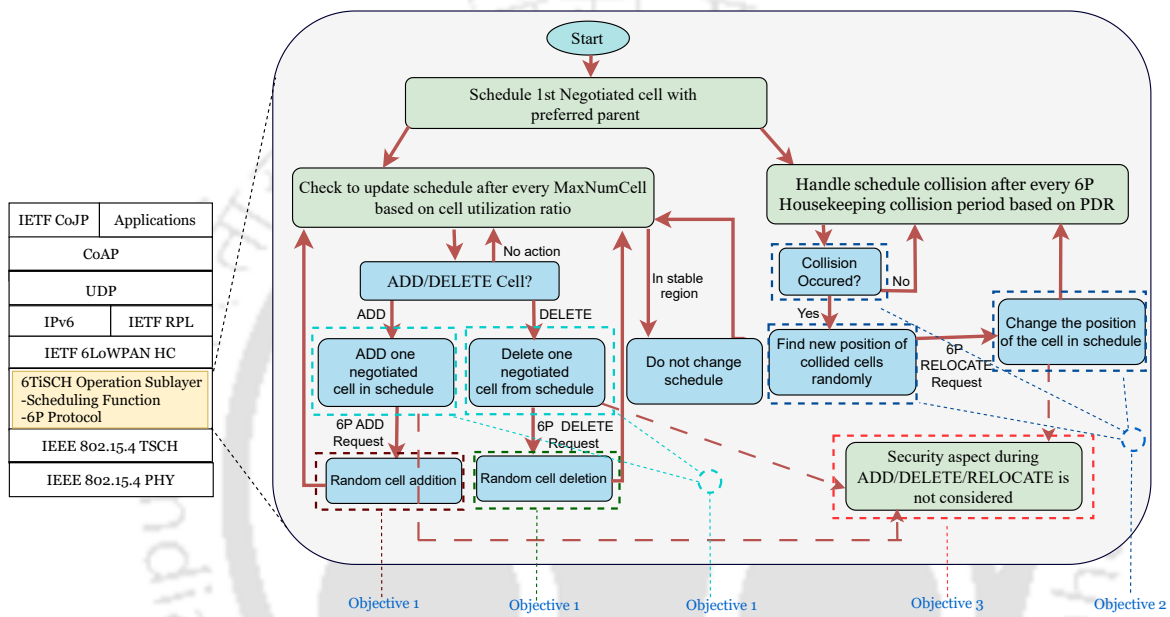 Start
Schedule 1st Negotiated cell with
preferred parent
Check to update schedule after every MaxNumCell
based on cell utilization ratio
Handle schedule collision after every 6P
Housekeeping collision period based on PDR
No action
ADD/DELETE Cell?
In stable
region
Collision
Occured?
No
Yes
ADD
DELETE
ADD one
negotiated
cell in schedule
Delete one
negotiated
cell from schedule
Do not change
schedule
Find new position of
collided cells
randomly
6P
RELOCATE
Request
Change the position
of the cell in schedule
6P ADD
Request
6P DELETE
Request
Random cell addition
Random cell deletion
Security aspect during
ADD/DELETE/RELOCATE is
not considered
Objective 1
Objective 1
Objective 1
Objective 3
Objective 2
IETF CoJP
Applications
CoAP
UDP
IPv6
IETF RPL
IETF 6LoWPAN HC
6TiSCH Operation Sublayer
-Scheduling Function
-6P Protocol
IEEE 802.15.4 TSCH
IEEE 802.15.4 PHY